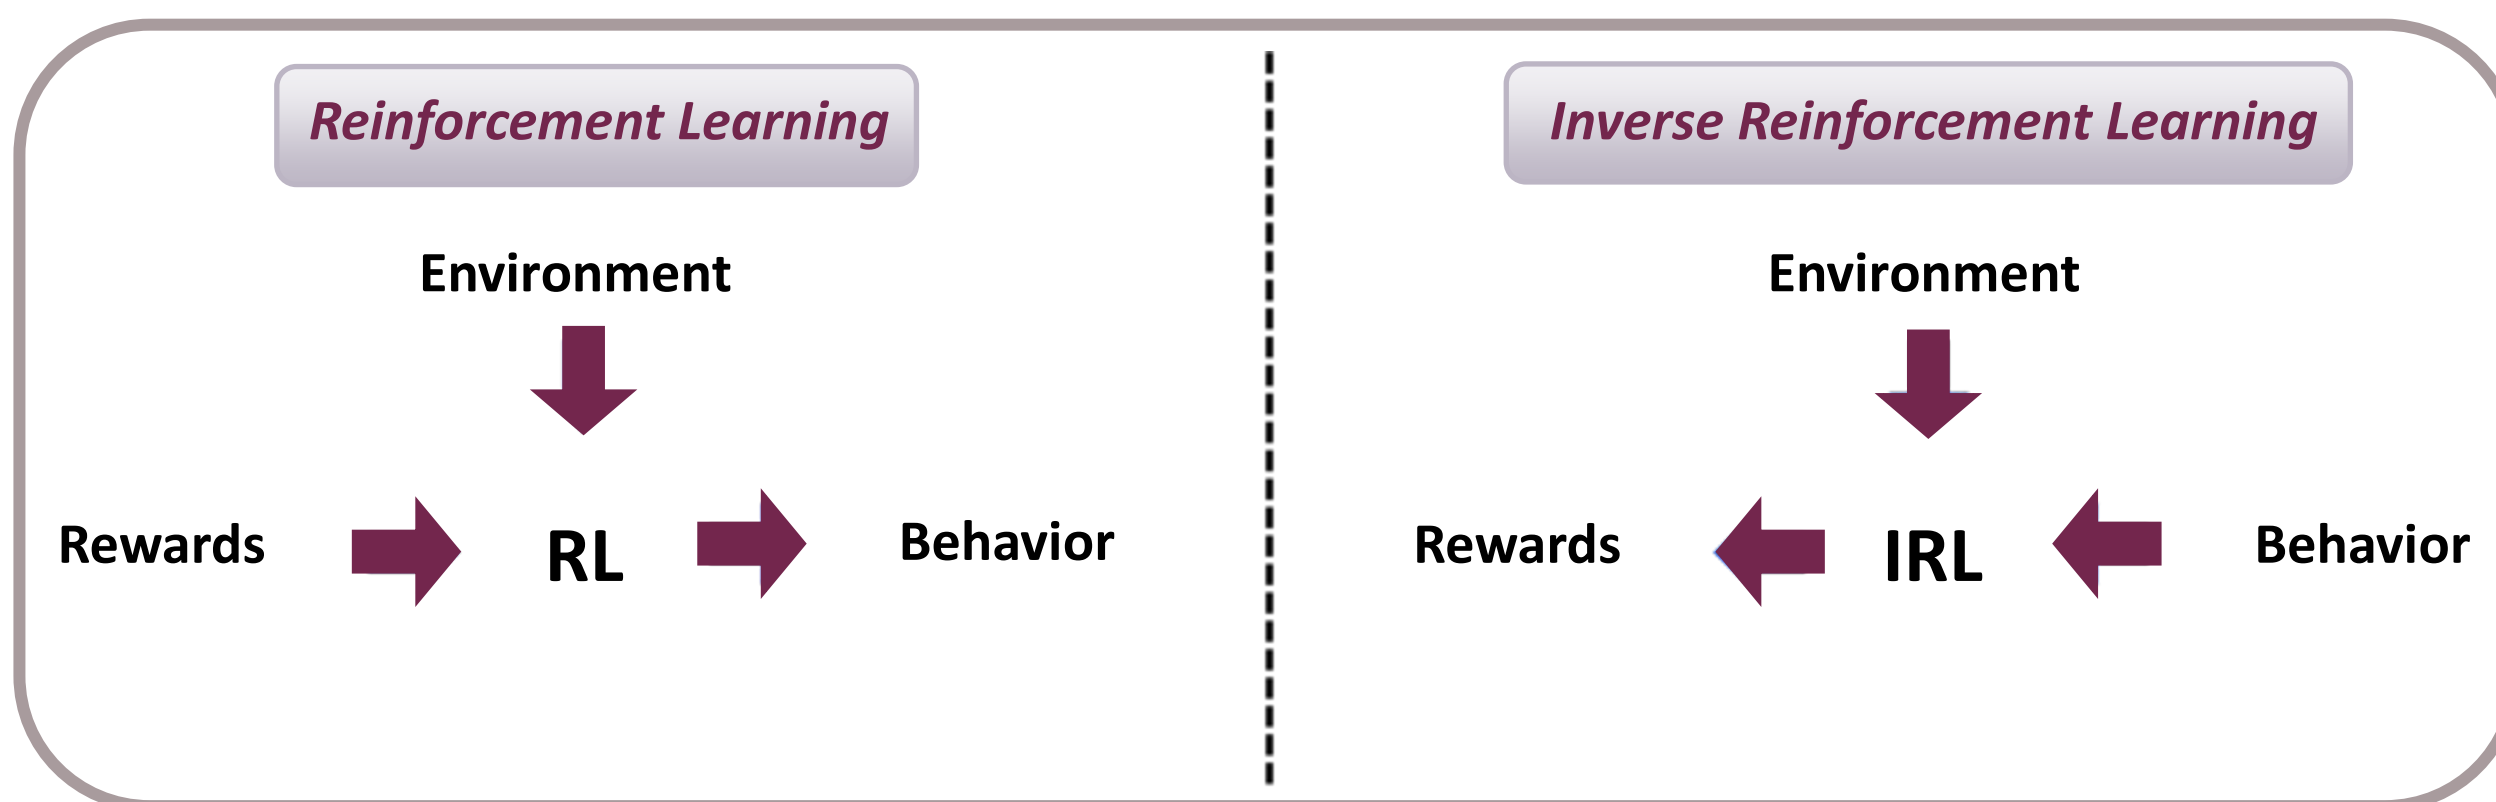 Reinforcement Learning
Environment
Rewards
RL
Behavior
Inverse Reinforcement Learning
Environment
Rewards
IRL
Behavior